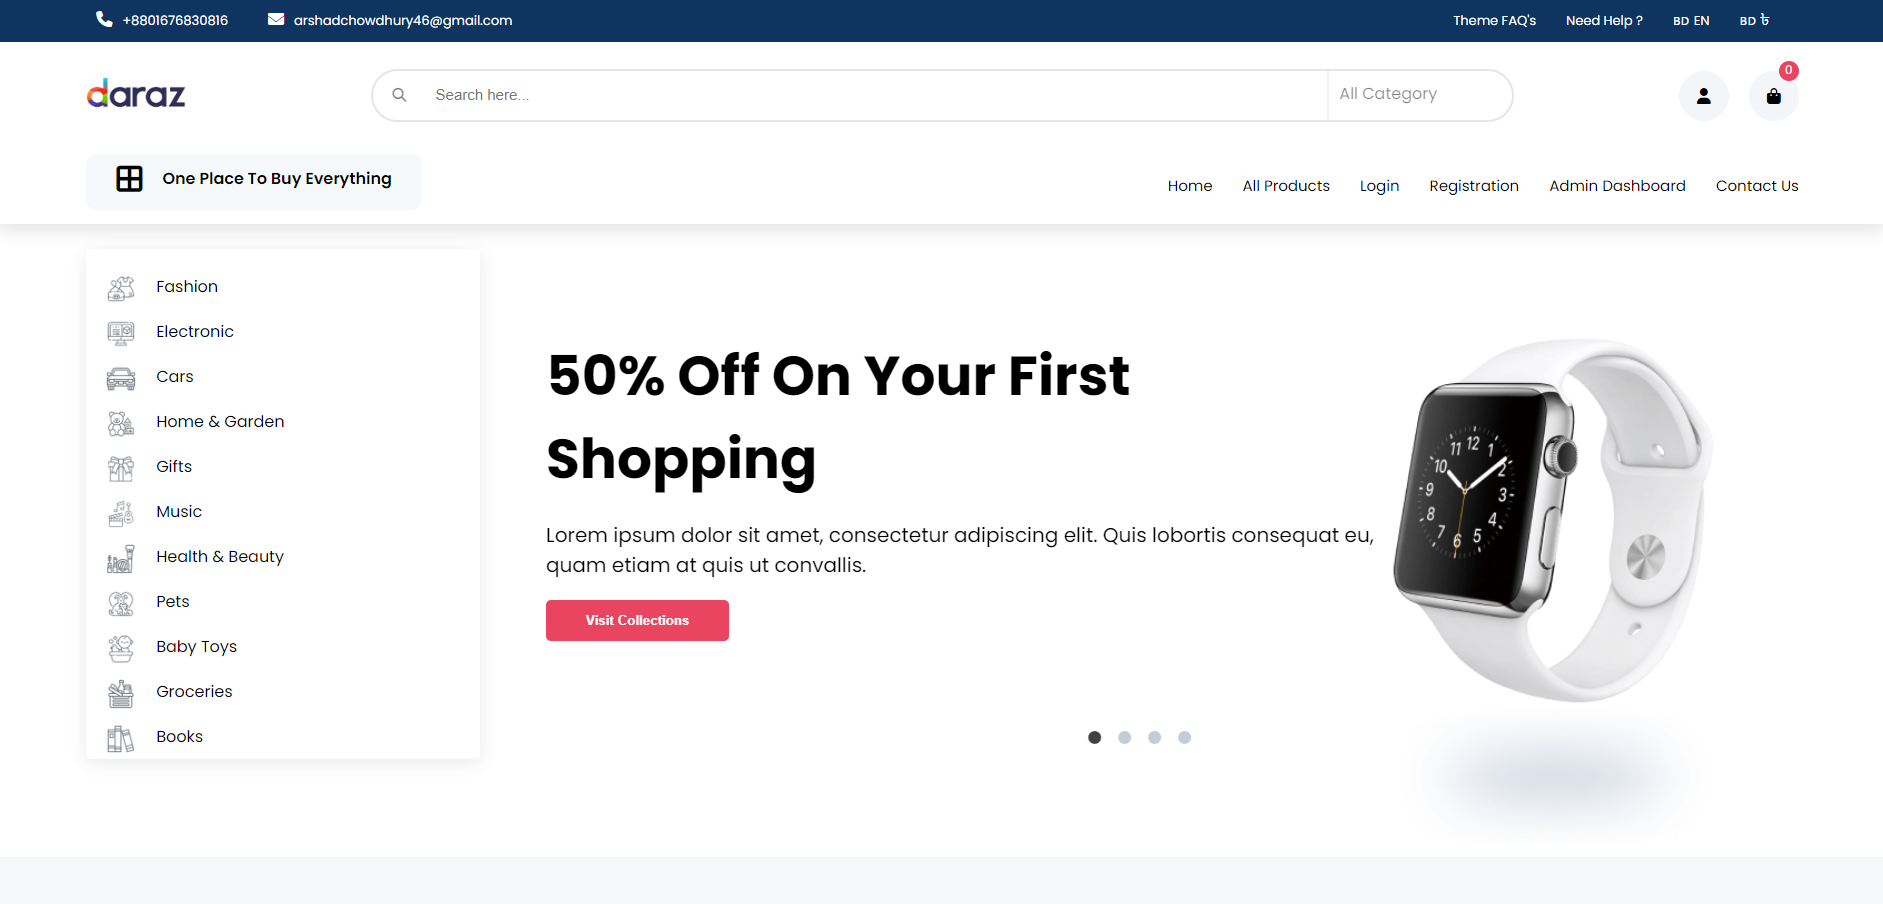 +8801676830816 arshadchowdhury46@gmail.com Theme FAQ's Need Help ? BD EN BD ৳
daraz Search here... All Category 0
One Place To Buy Everything
Home All Products Login Registration Admin Dashboard Contact Us
Fashion
Electronic
Cars
Home & Garden
Gifts
Music
Health & Beauty
Pets
Baby Toys
Groceries
Books
50% Off On Your First
Shopping
Lorem ipsum dolor sit amet, consectetur adipiscing elit. Quis lobortis consequat eu,
quam etiam at quis ut convallis.
Visit Collections
11 12 1
10 2
9 3
8 4
7 6 5